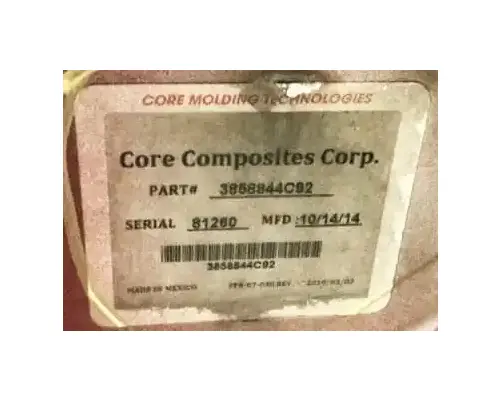 CORE MOLDING TECHNOLOGIES
Core Composites Corp.
PART# 3858844C92
SERIAL 81260 MFD :10/14/14
3858844C92
MADE IN MEXICO